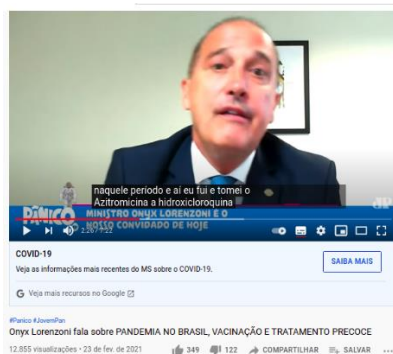 naquele período e aí eu fui e tomei o
Azitromicina a hidroxicloroquina
PÂNICO
MINISTRO ONYX LORENZONI É O
NOSSO CONVIDADO DE HOJE
JP
COVID-19
Veja as informações mais recentes do MS sobre o COVID-19.
SAIBA MAIS
G Veja mais recursos no Google
#Panico #JovemPan
Onyx Lorenzoni fala sobre PANDEMIA NO BRASIL, VACINAÇÃO E TRATAMENTO PRECOCE
12.855 visualizações • 23 de fev. de 2021
349
122
COMPARTILHAR
SALVAR